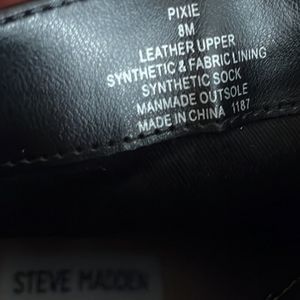 PIXIE
8M
LEATHER UPPER
SYNTHETIC & FABRIC LINING
SYNTHETIC SOCK
MANMADE OUTSOLE
MADE IN CHINA 1187
STEVE MADDEN